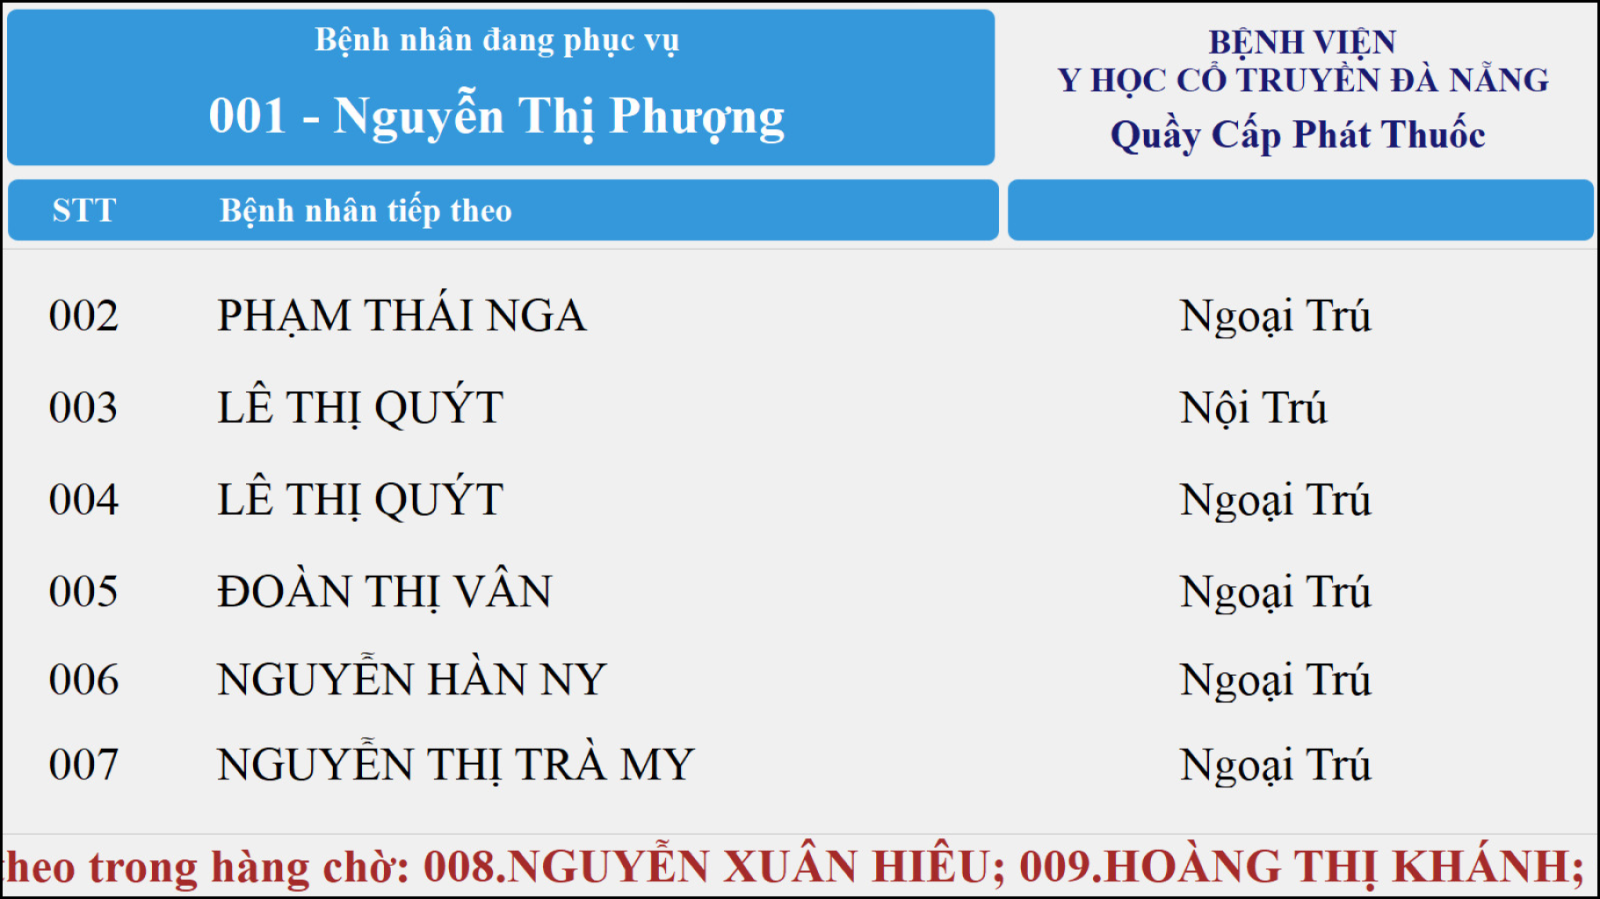 Bệnh nhân đang phục vụ
001 - Nguyễn Thị Phượng
BỆNH VIỆN
Y HỌC CỔ TRUYỀN ĐÀ NẴNG
Quầy Cấp Phát Thuốc
STT Bệnh nhân tiếp theo
002 PHẠM THÁI NGA Ngoại Trú
003 LÊ THỊ QUÝT Nội Trú
004 LÊ THỊ QUÝT Ngoại Trú
005 ĐOÀN THỊ VÂN Ngoại Trú
006 NGUYỄN HÀN NY Ngoại Trú
007 NGUYỄN THỊ TRÀ MY Ngoại Trú
theo trong hàng chờ: 008.NGUYỄN XUÂN HIÊU; 009.HOÀNG THỊ KHÁNH;